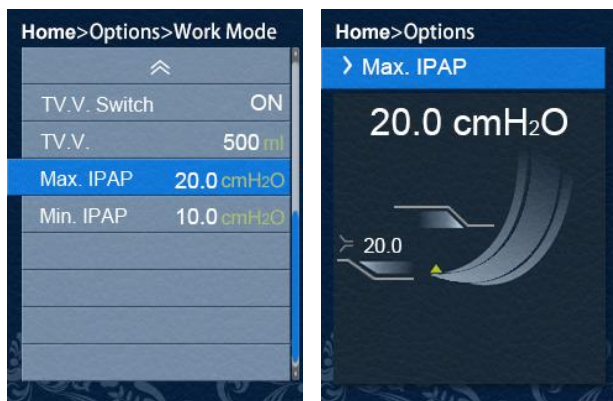 Home>Options>Work Mode
TV.V. Switch ON
TV.V. 500 ml
Max. IPAP 20.0 cmH2O
Min. IPAP 10.0 cmH2O
Home>Options
> Max. IPAP
20.0 cmH2O
20.0